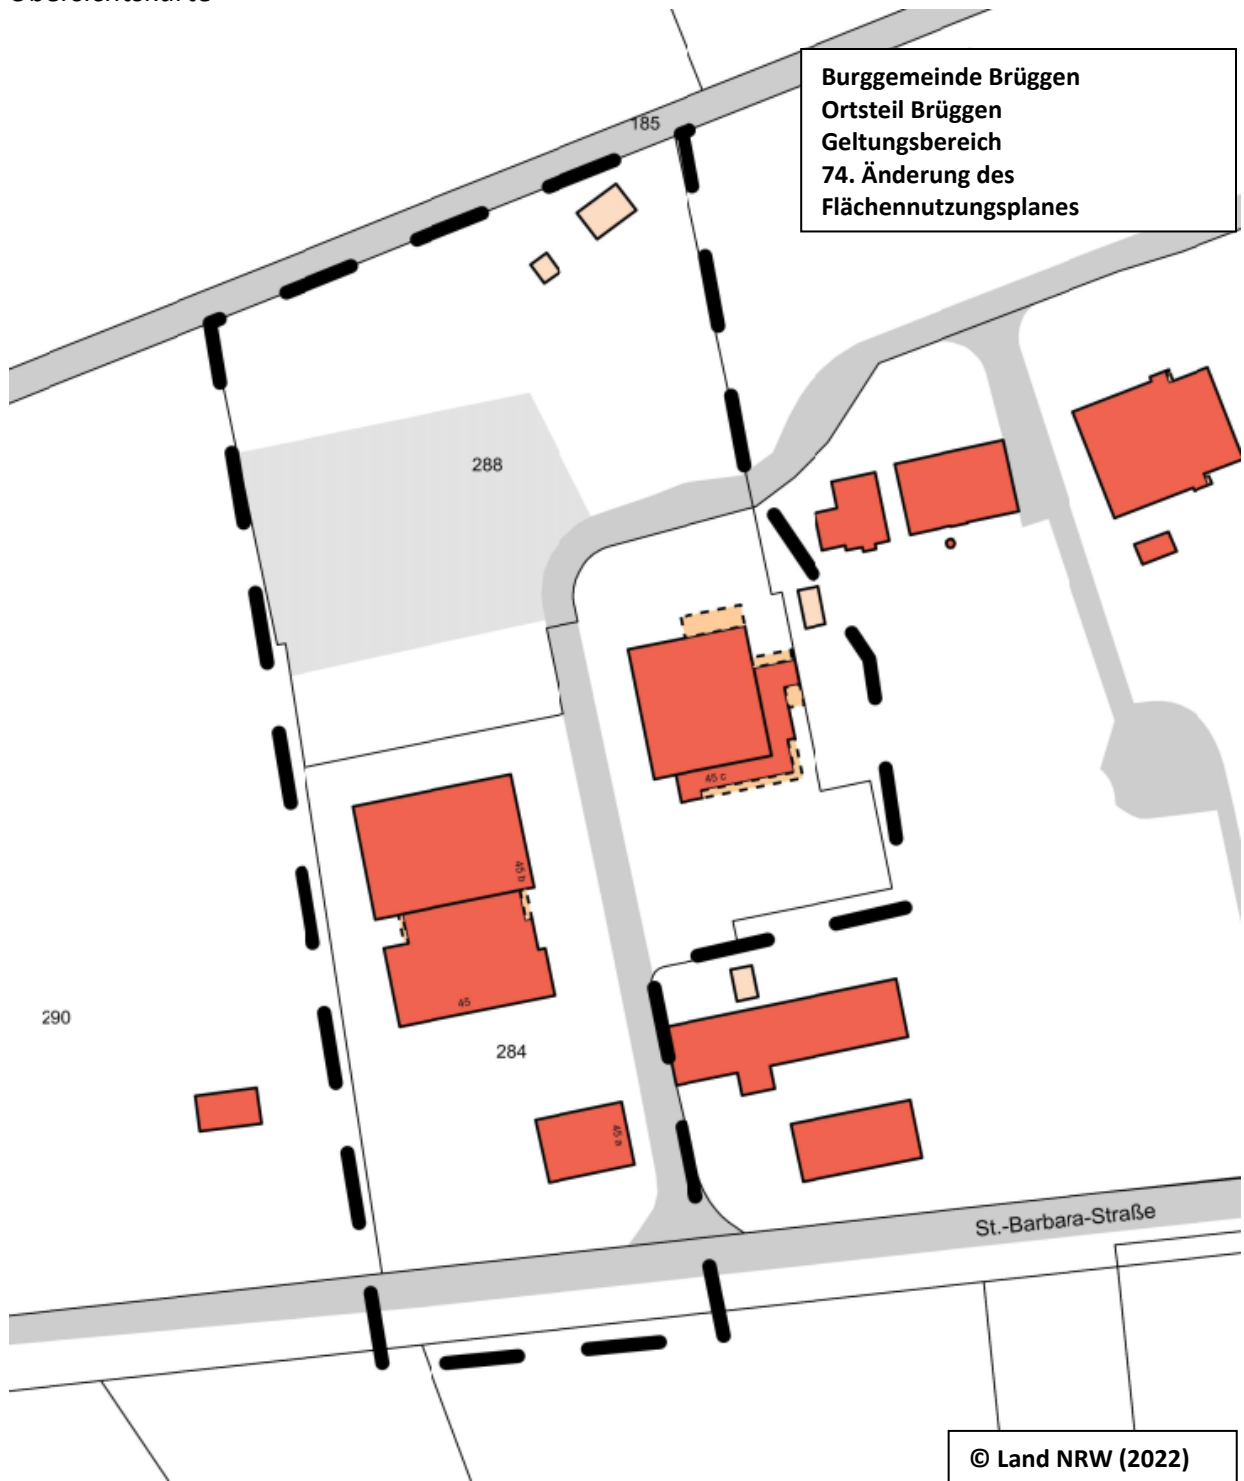 Übersichtskarte
Burggemeinde Brüggen
Ortsteil Brüggen
Geltungsbereich
74. Änderung des
Flächennutzungsplanes
185
288
45 c
45 b
45
290
284
45 a
St.-Barbara-Straße
© Land NRW (2022)